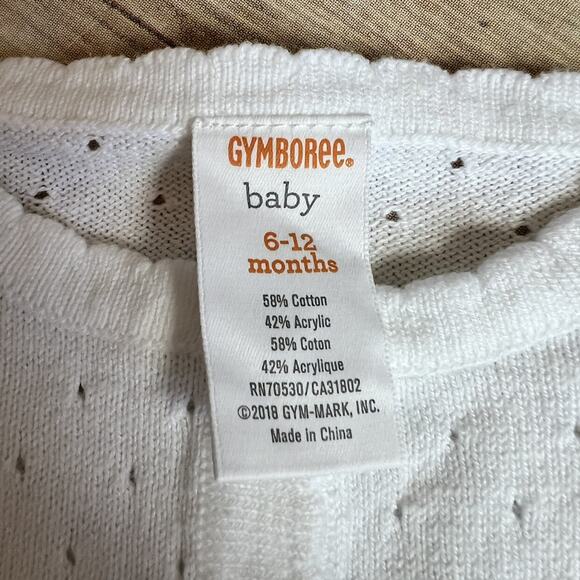 GYMBOREE®
baby
6-12
months
58% Cotton
42% Acrylic
58% Coton
42% Acrylique
RN70530/CA31802
©2018 GYM-MARK, INC.
Made in China